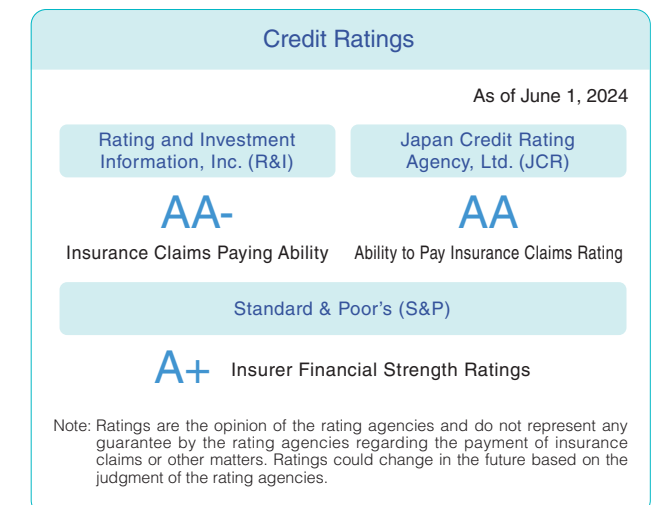 Credit Ratings
As of June 1, 2024
Rating and Investment
Information, Inc. (R&I)
AA-
Insurance Claims Paying Ability
Japan Credit Rating
Agency, Ltd. (JCR)
AA
Ability to Pay Insurance Claims Rating
Standard & Poor's (S&P)
A+ Insurer Financial Strength Ratings
Note: Ratings are the opinion of the rating agencies and do not represent any
guarantee by the rating agencies regarding the payment of insurance
claims or other matters. Ratings could change in the future based on the
judgment of the rating agencies.